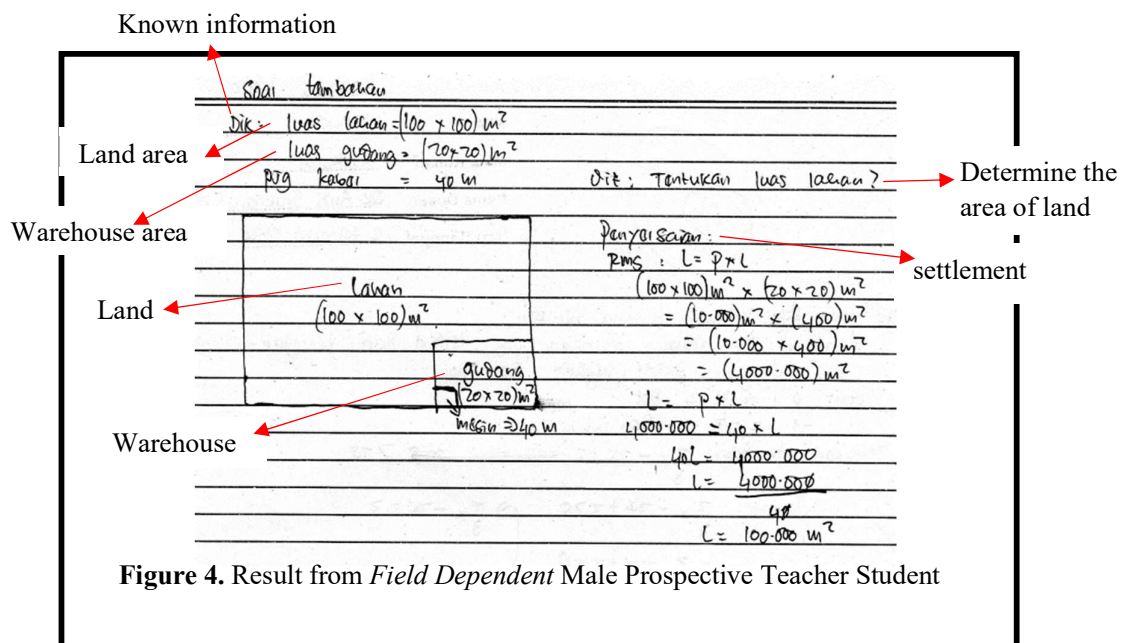 Known information
Soal tambahan
Dik: luas lahan = (100 x 100) m²
Land area
luas gudang = (20x20) m²
pjg kabel = 40 m
Dit: Tentukan luas lahan?
Determine the
area of land
Warehouse area
Penyelesaian:
settlement
Rms : L = p x l
Land
Lahan
(100 x 100) m²
(100 x 100) m² x (20 x 20) m²
= (10.000) m² x (400) m²
= (10.000 x 400) m²
= (4000.000) m²
gudang
(20x20) m²
mesin => 40 m
Warehouse
L = p x L
4000.000 = 40 x L
40L = 4000.000
L = 4000.000
40
L = 100.000 m²
Figure 4. Result from Field Dependent Male Prospective Teacher Student